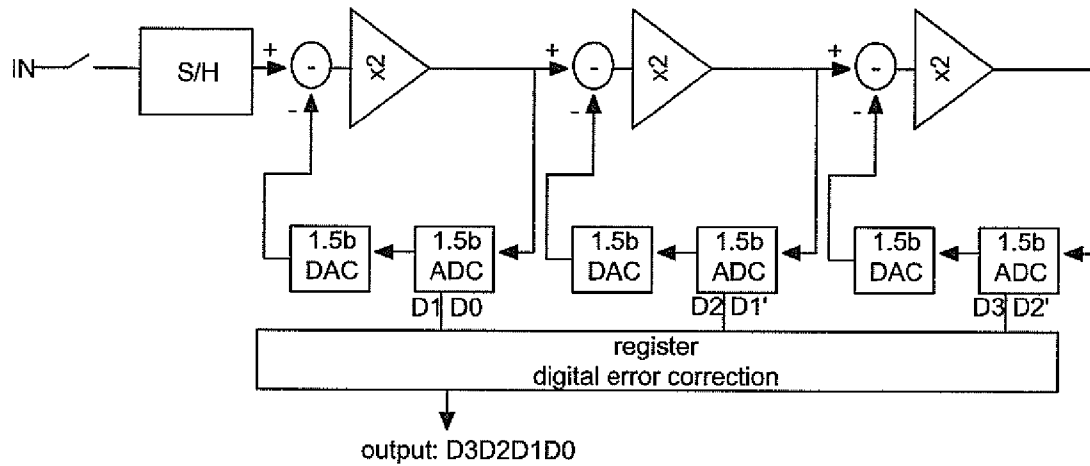 IN
S/H
+
-
-
x2
+
-
-
x2
+
-
-
x2
1.5b
DAC
1.5b
ADC
1.5b
DAC
1.5b
ADC
1.5b
DAC
1.5b
ADC
D1 D0
D2 D1'
D3 D2'
register
digital error correction
output: D3D2D1D0